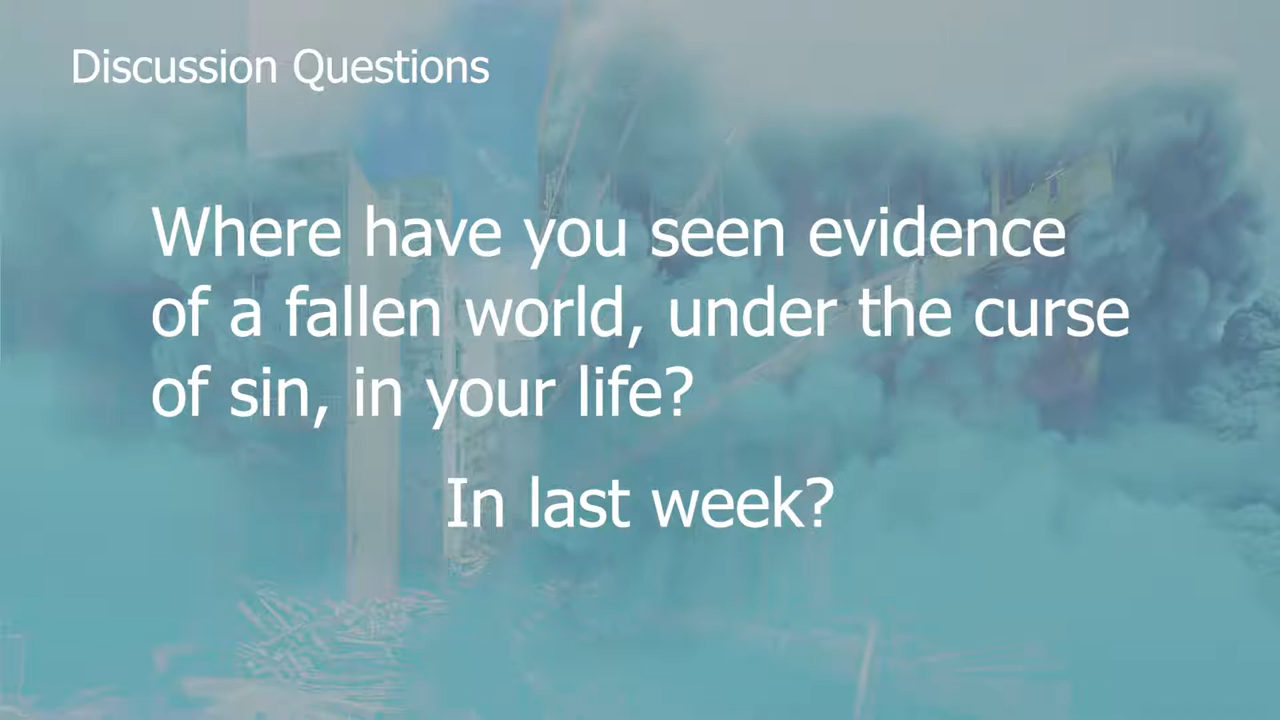 Discussion Questions
Where have you seen evidence
of a fallen world, under the curse
of sin, in your life?
In last week?